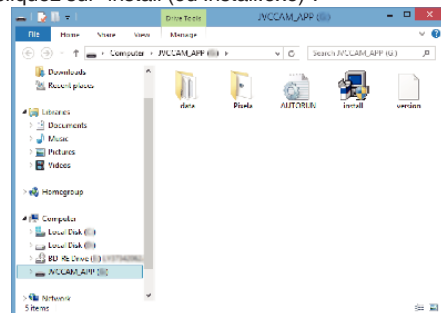 cliquez sur "install (ou install.exe)".
Drive Tools
JVCCAM_APP
File Home Share View Manage
Computer JVCCAM_APP
Search JVCCAM_APP (G:)
Downloads
Recent places
Libraries
Documents
Music
Pictures
Videos
Homegroup
Computer
Local Disk
Local Disk
BD RE Drive
JVCCAM_APP
Network
data Pixela AUTORUN install version
5 items